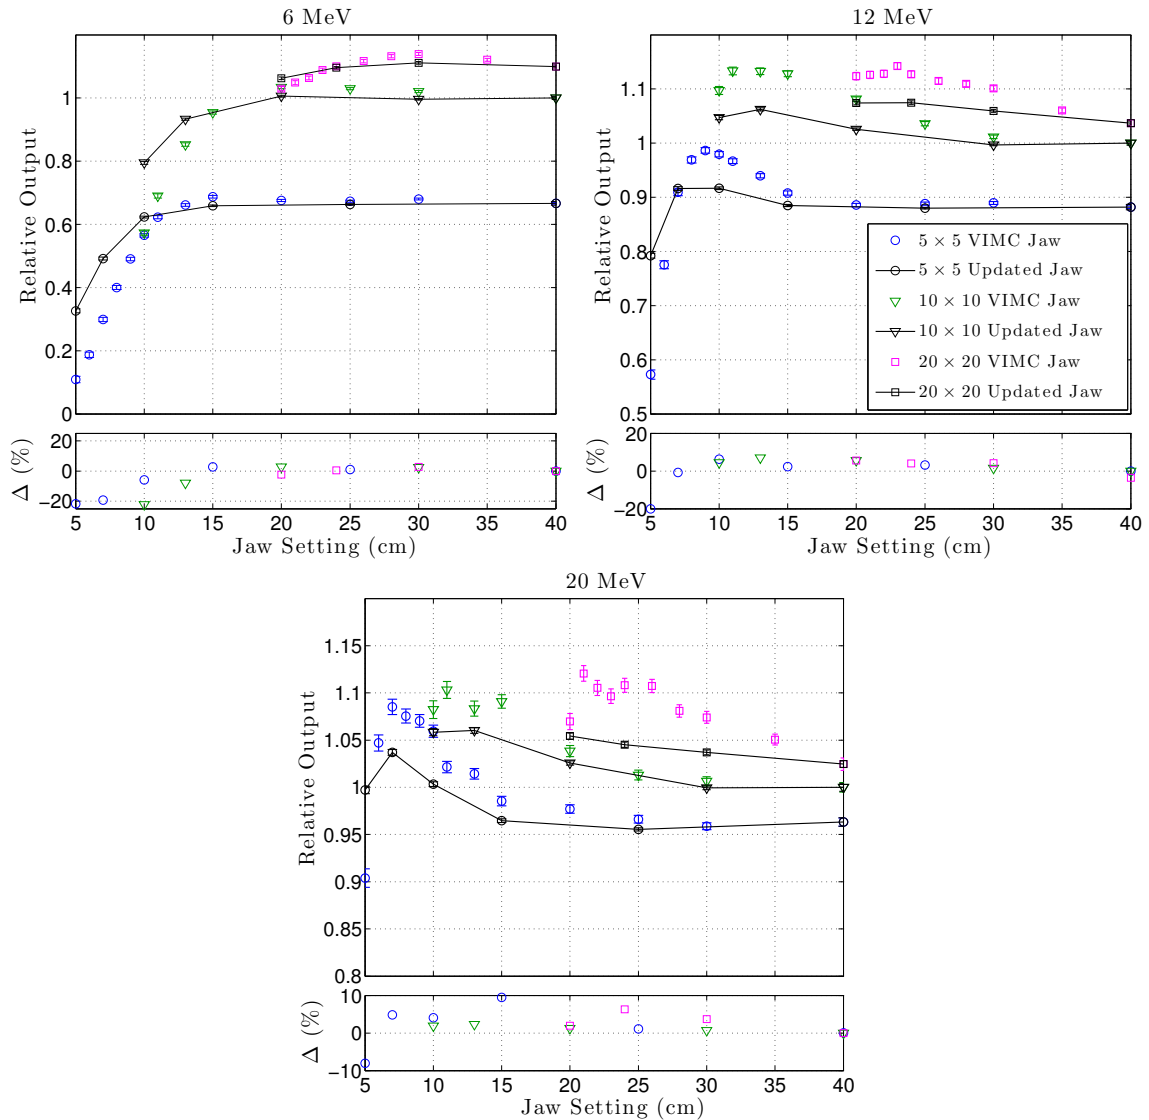 6 MeV
Relative Output
1
0.8
0.6
0.4
0.2
0
Δ (%)
20
0
−20
5 10 15 20 25 30 35 40
Jaw Setting (cm)
12 MeV
Relative Output
1.1
1
0.9
0.8
0.7
0.6
0.5
5 × 5 VIMC Jaw
5 × 5 Updated Jaw
10 × 10 VIMC Jaw
10 × 10 Updated Jaw
20 × 20 VIMC Jaw
20 × 20 Updated Jaw
Δ (%)
20
0
−20
5 10 15 20 25 30 35 40
Jaw Setting (cm)
20 MeV
Relative Output
1.15
1.1
1.05
1
0.95
0.9
0.85
0.8
Δ (%)
10
0
−10
5 10 15 20 25 30 35 40
Jaw Setting (cm)